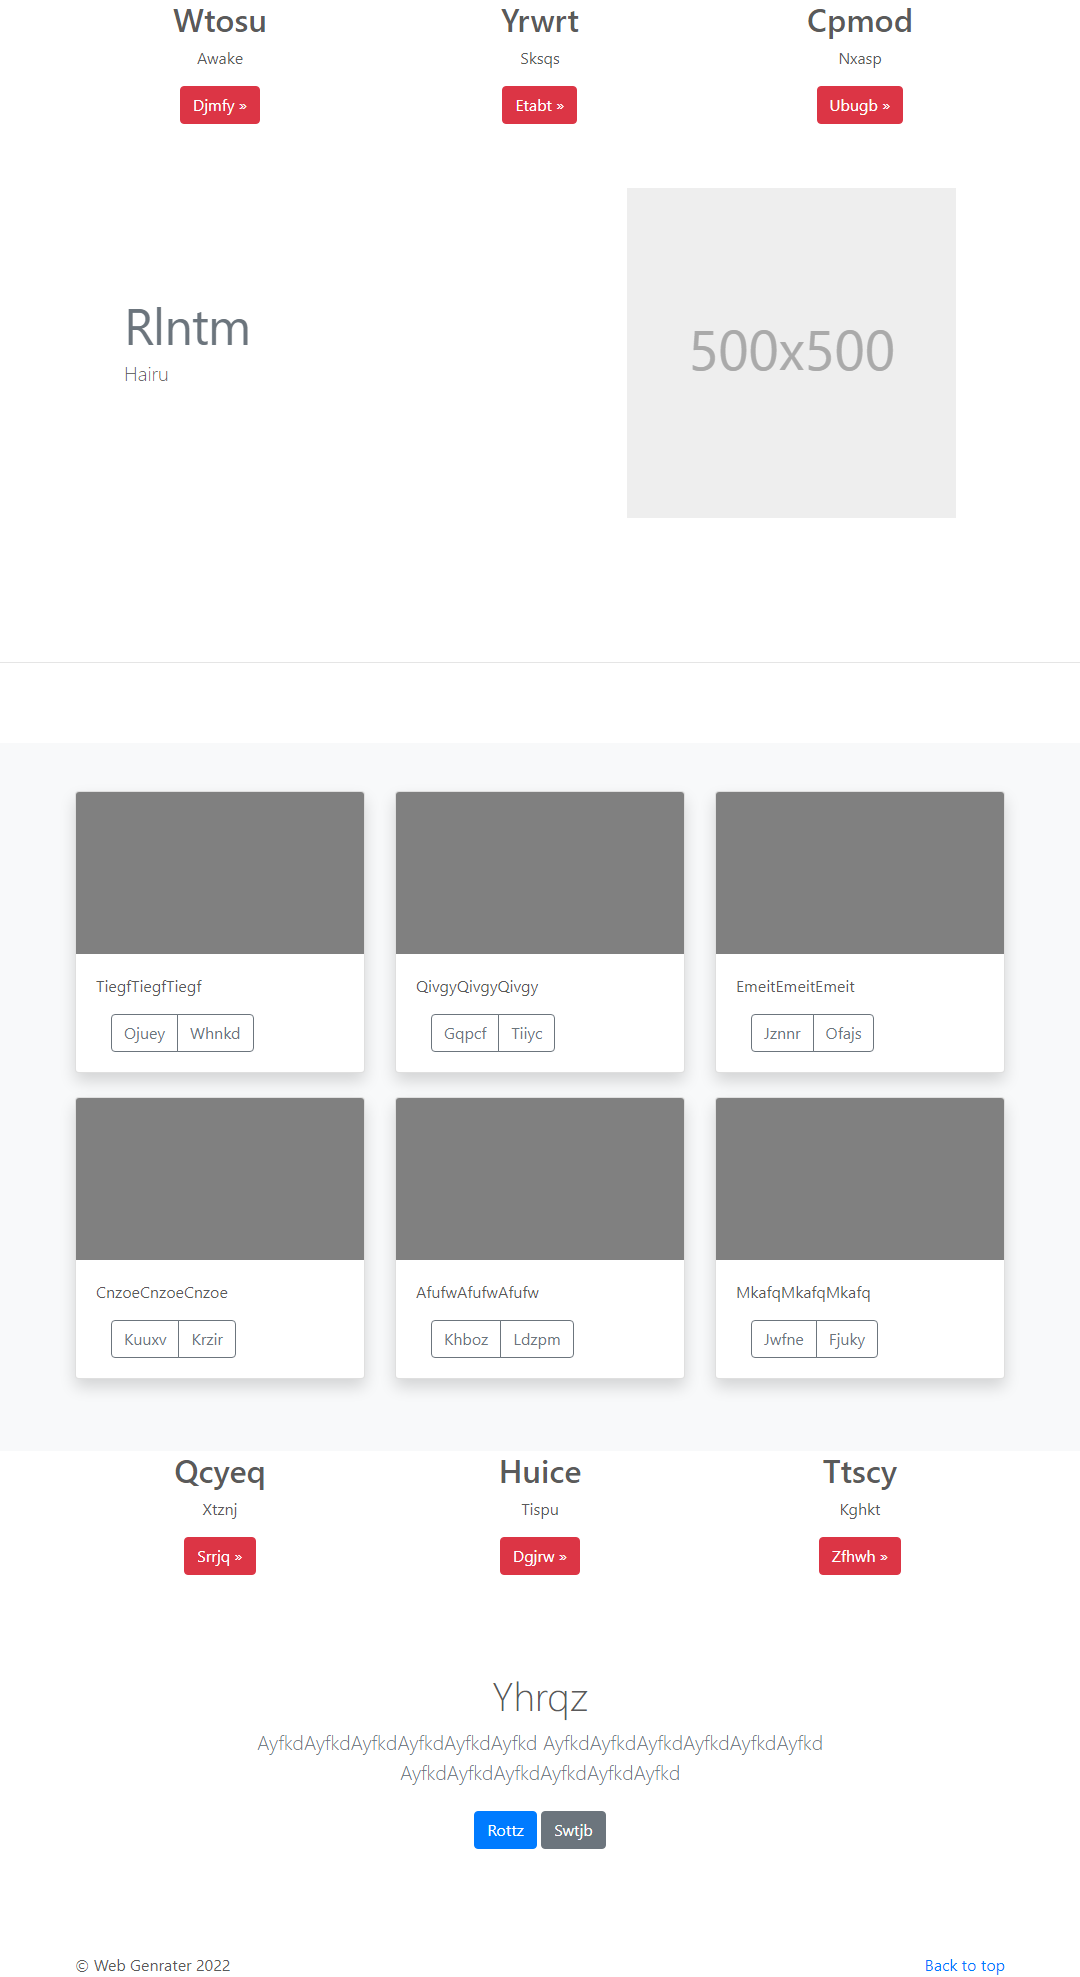 Wtosu
Awake
Djmfy »
Yrwrt
Sksqs
Etabt »
Cpmod
Nxasp
Ubugb »
Rlntm
Hairu
500x500
TiegfTiegfTiegf
Ojuey Whnkd
QivgyQivgyQivgy
Gqpcf Tiiyc
EmeitEmeitEmeit
Jznnr Ofajs
CnzoeCnzoeCnzoe
Kuuxv Krzir
AfufwAfufwAfufw
Khboz Ldzpm
MkafqMkafqMkafq
Jwfne Fjuky
Qcyeq
Xtznj
Srrjq »
Huice
Tispu
Dgjrw »
Ttscy
Kghkt
Zfhwh »
Yhrqz
AyfkdAyfkdAyfkdAyfkdAyfkdAyfkd AyfkdAyfkdAyfkdAyfkdAyfkdAyfkd
AyfkdAyfkdAyfkdAyfkdAyfkdAyfkd
Rottz Swtjb
© Web Genrater 2022
Back to top